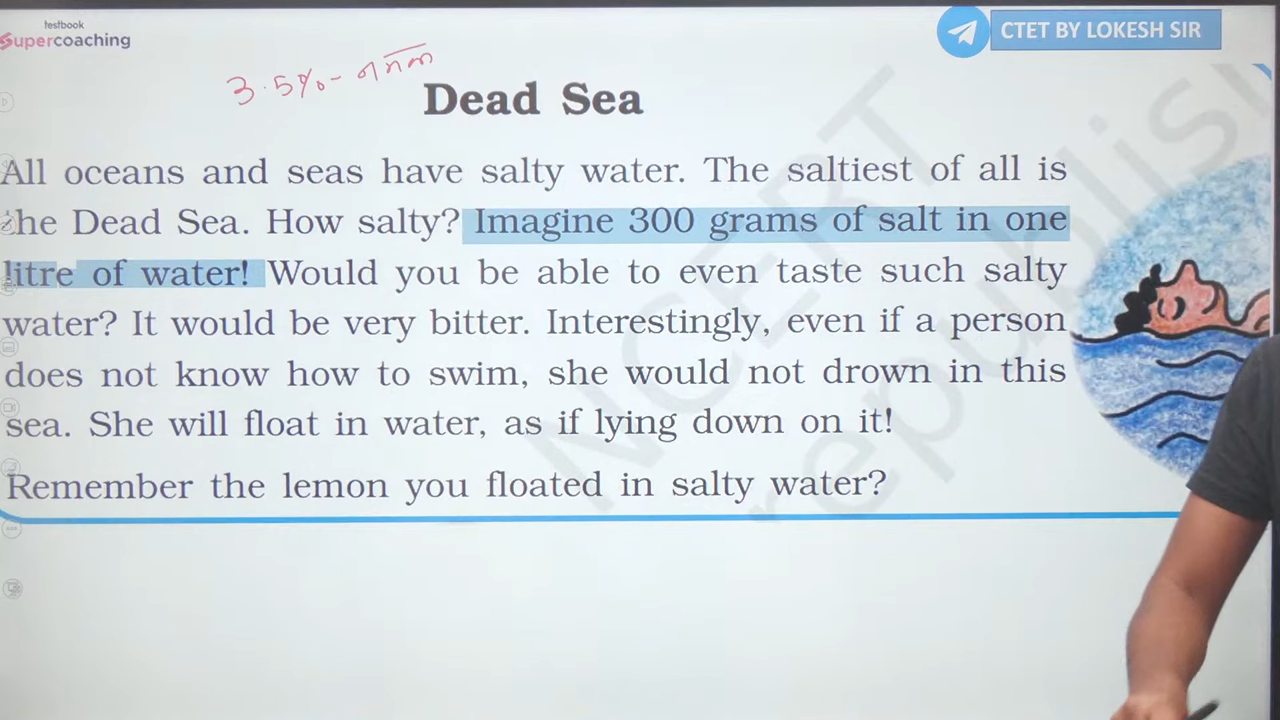 testbook
Supercoaching
CTET BY LOKESH SIR
3.5%-
Dead Sea
All oceans and seas have salty water. The saltiest of all is
the Dead Sea. How salty? Imagine 300 grams of salt in one
litre of water! Would you be able to even taste such salty
water? It would be very bitter. Interestingly, even if a person
does not know how to swim, she would not drown in this
sea. She will float in water, as if lying down on it!
Remember the lemon you floated in salty water?
NCERT
republis